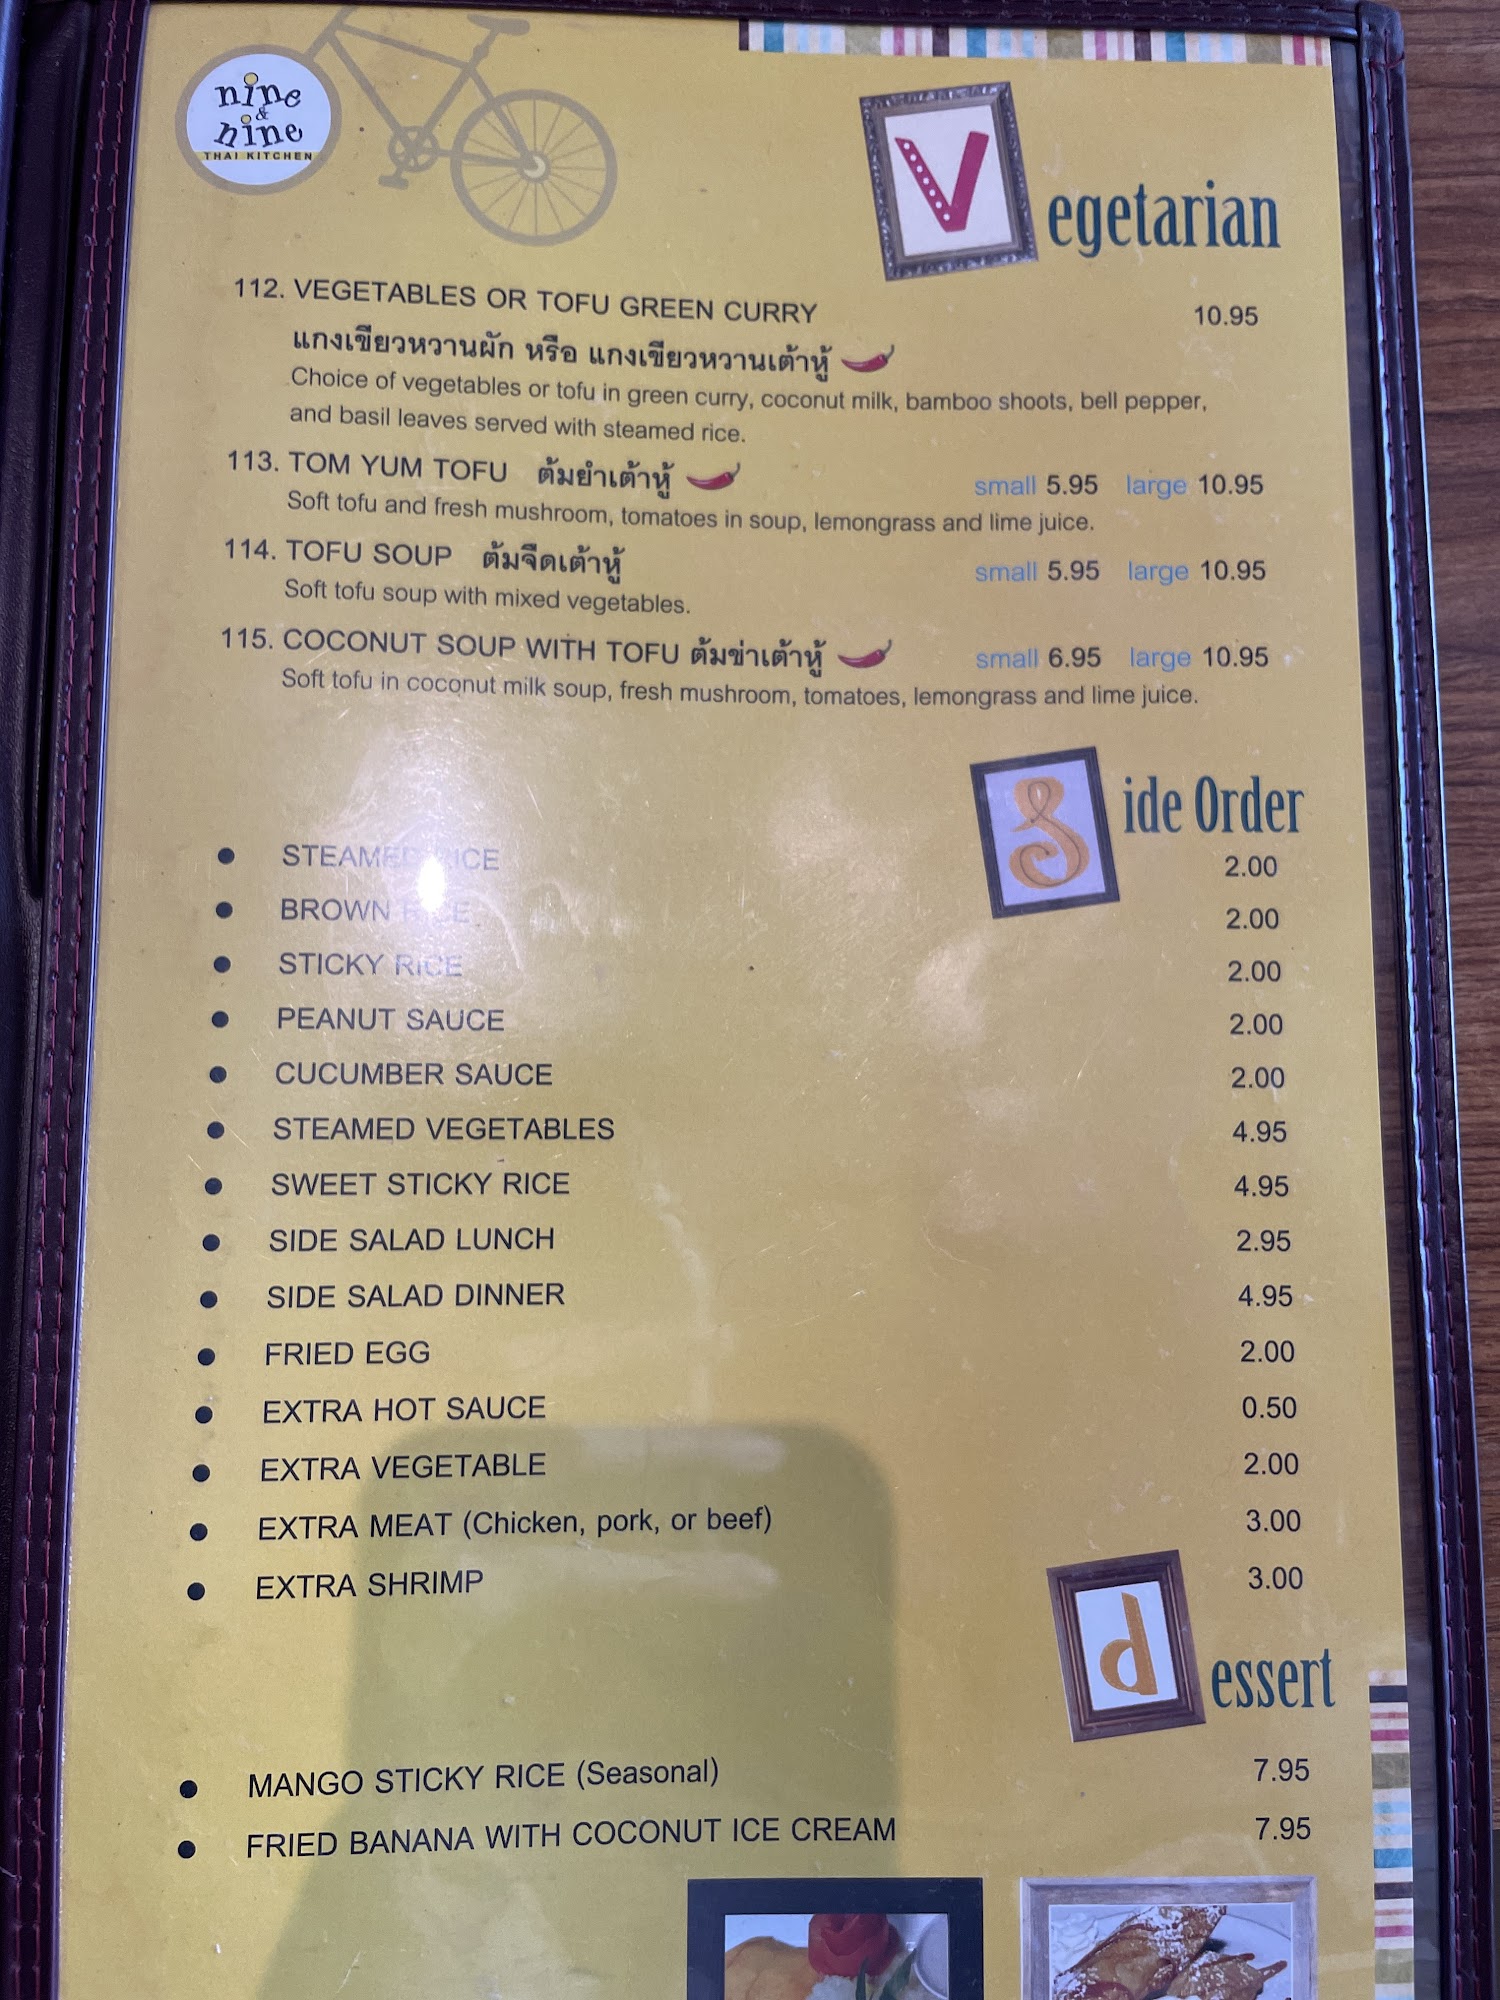 nine
&
nine
THAI KITCHEN
Vegetarian
112. VEGETABLES OR TOFU GREEN CURRY 10.95
แกงเขียวหวานผัก หรือ แกงเขียวหวานเต้าหู้
Choice of vegetables or tofu in green curry, coconut milk, bamboo shoots, bell pepper,
and basil leaves served with steamed rice.
113. TOM YUM TOFU ต้มยำเต้าหู้ small 5.95 large 10.95
Soft tofu and fresh mushroom, tomatoes in soup, lemongrass and lime juice.
114. TOFU SOUP ต้มจืดเต้าหู้ small 5.95 large 10.95
Soft tofu soup with mixed vegetables.
115. COCONUT SOUP WITH TOFU ต้มข่าเต้าหู้ small 6.95 large 10.95
Soft tofu in coconut milk soup, fresh mushroom, tomatoes, lemongrass and lime juice.
Side Order
• STEAMED RICE 2.00
• BROWN RICE 2.00
• STICKY RICE 2.00
• PEANUT SAUCE 2.00
• CUCUMBER SAUCE 2.00
• STEAMED VEGETABLES 4.95
• SWEET STICKY RICE 4.95
• SIDE SALAD LUNCH 2.95
• SIDE SALAD DINNER 4.95
• FRIED EGG 2.00
• EXTRA HOT SAUCE 0.50
• EXTRA VEGETABLE 2.00
• EXTRA MEAT (Chicken, pork, or beef) 3.00
• EXTRA SHRIMP 3.00
dessert
• MANGO STICKY RICE (Seasonal) 7.95
• FRIED BANANA WITH COCONUT ICE CREAM 7.95